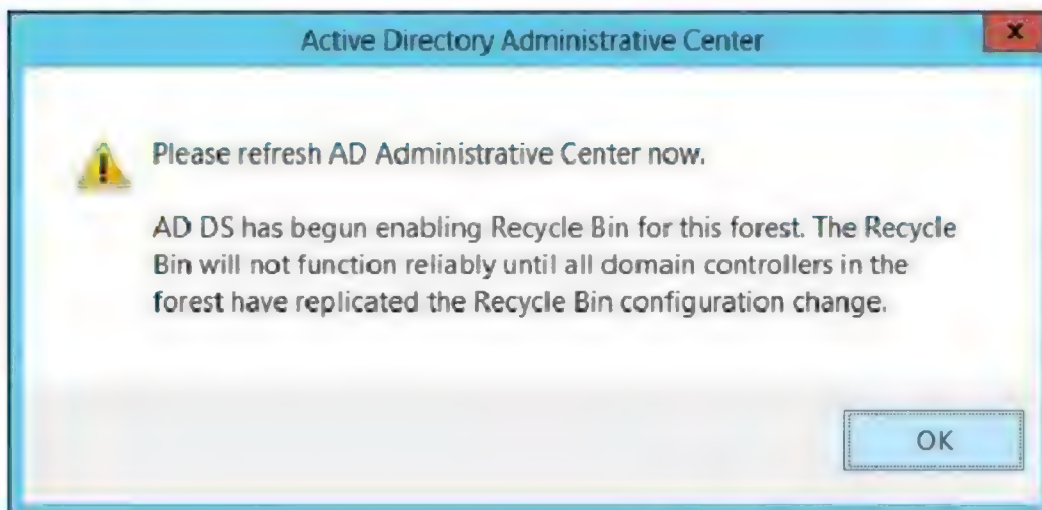 Active Directory Administrative Center
x
Please refresh AD Administrative Center now.
AD DS has begun enabling Recycle Bin for this forest. The Recycle
Bin will not function reliably until all domain controllers in the
forest have replicated the Recycle Bin configuration change.
OK